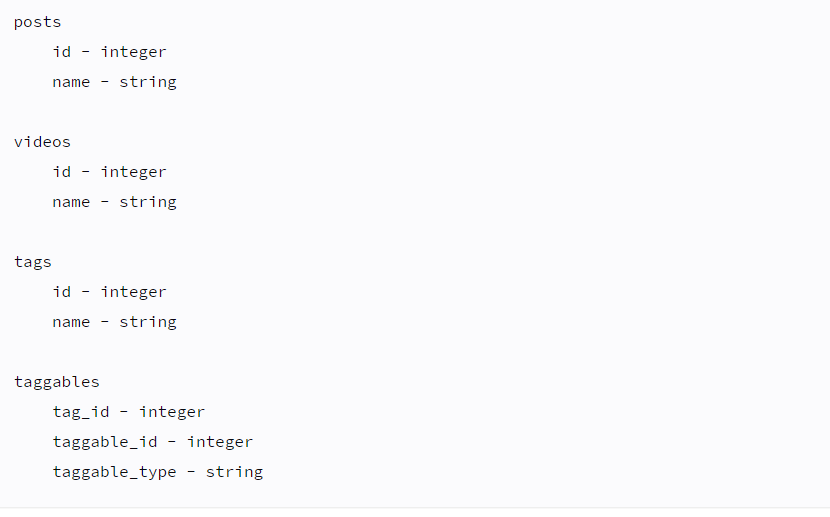 posts
    id - integer
    name - string

videos
    id - integer
    name - string

tags
    id - integer
    name - string

taggables
    tag_id - integer
    taggable_id - integer
    taggable_type - string